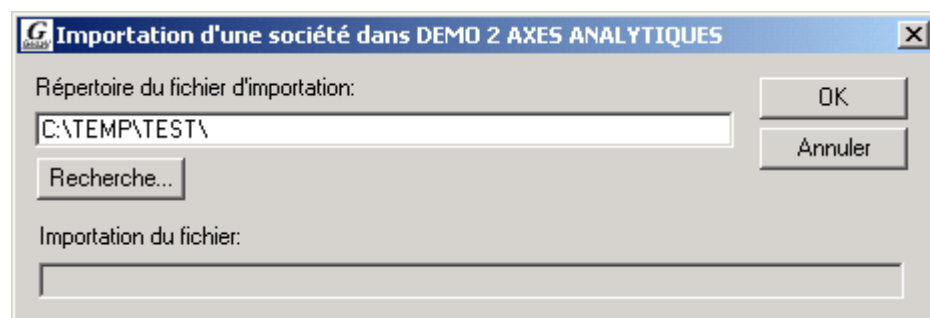 Importation d'une société dans DEMO 2 AXES ANALYTIQUES
Répertoire du fichier d'importation:
OK
C:\TEMP\TEST\
Annuler
Recherche...
Importation du fichier: